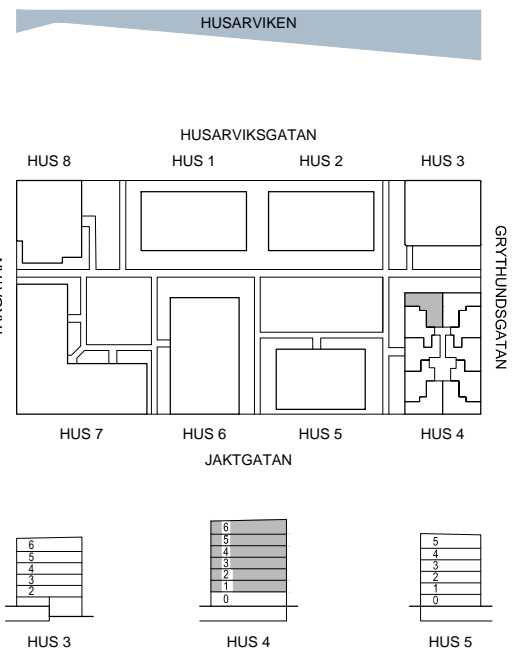 HUSARVIKEN
HUSARVIKSGATAN
HUS 8 HUS 1 HUS 2 HUS 3
GRYTHUNDSGATAN
HUS 7 HUS 6 HUS 5 HUS 4
JAKTGATAN
6
5
4
3
2
HUS 3
6
5
4
3
2
1
0
HUS 4
5
4
3
2
1
0
HUS 5